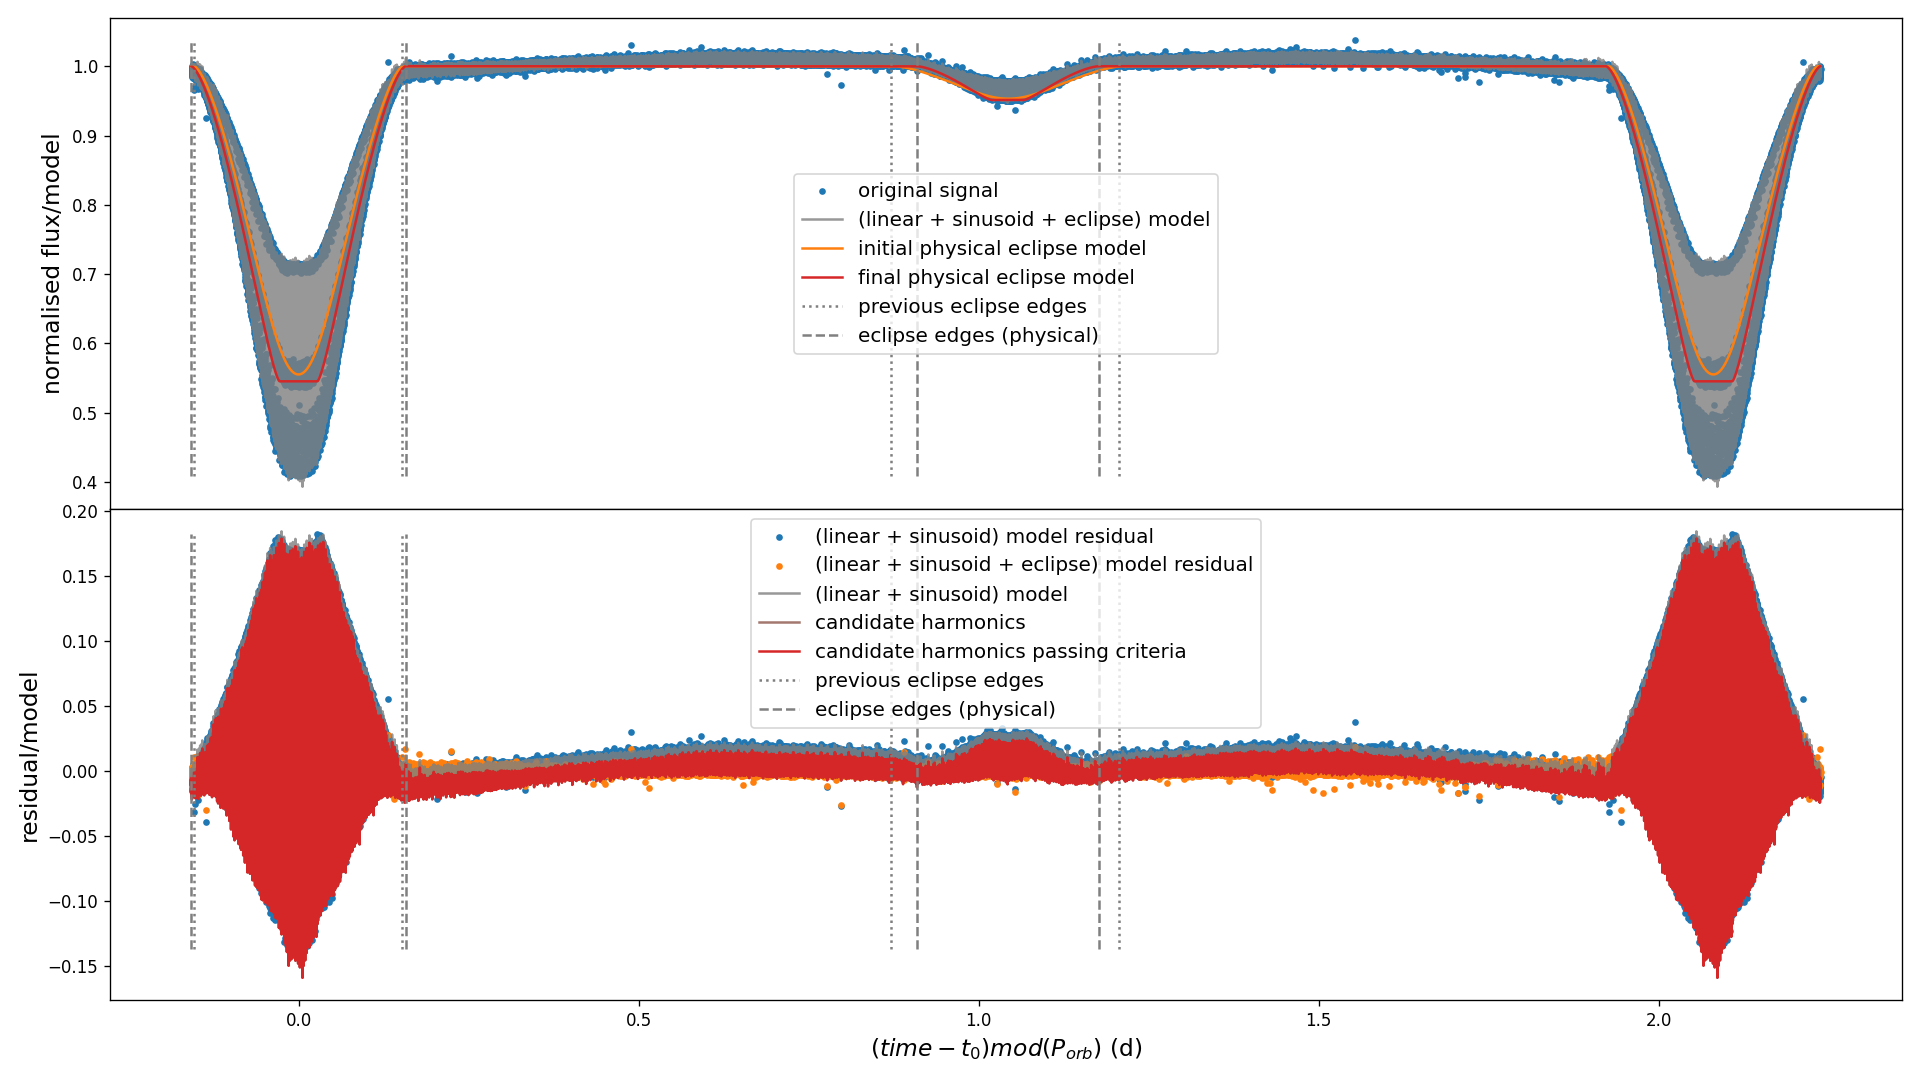 normalised flux/model
1.0
0.9
0.8
0.7
0.6
0.5
0.4
original signal
(linear + sinusoid + eclipse) model
initial physical eclipse model
final physical eclipse model
previous eclipse edges
eclipse edges (physical)
residual/model
0.20
0.15
0.10
0.05
0.00
−0.05
−0.10
−0.15
(linear + sinusoid) model residual
(linear + sinusoid + eclipse) model residual
(linear + sinusoid) model
candidate harmonics
candidate harmonics passing criteria
previous eclipse edges
eclipse edges (physical)
0.0 0.5 1.0 1.5 2.0
(time − t₀)mod(P_orb) (d)